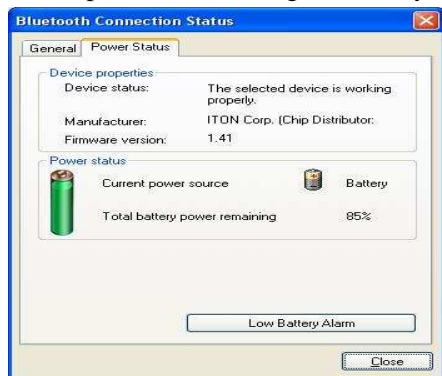 Bluetooth Connection Status
General Power Status
Device properties
Device status: The selected device is working
properly.
Manufacturer: ITON Corp. (Chip Distributor:
Firmware version: 1.41
Power status
Current power source Battery
Total battery power remaining 85%
Low Battery Alarm
Close